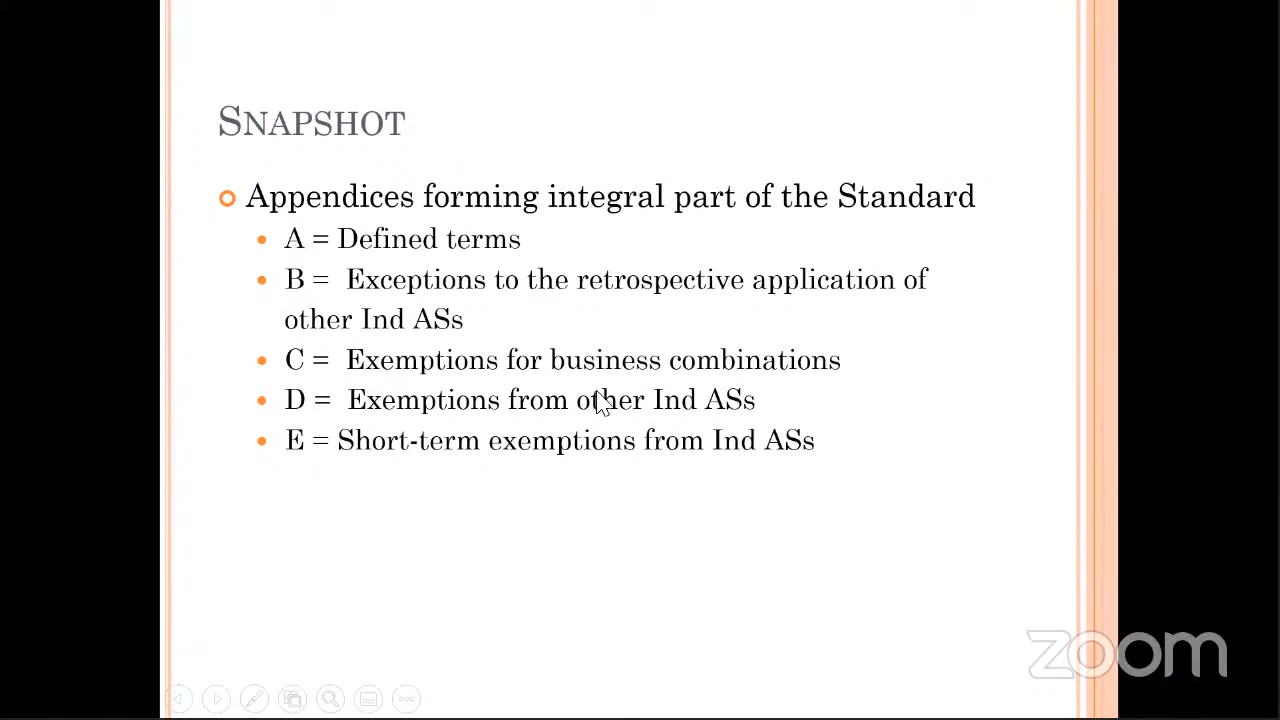 SNAPSHOT
Appendices forming integral part of the Standard
A = Defined terms
B = Exceptions to the retrospective application of
other Ind ASs
C = Exemptions for business combinations
D = Exemptions from other Ind ASs
E = Short-term exemptions from Ind ASs
zoom